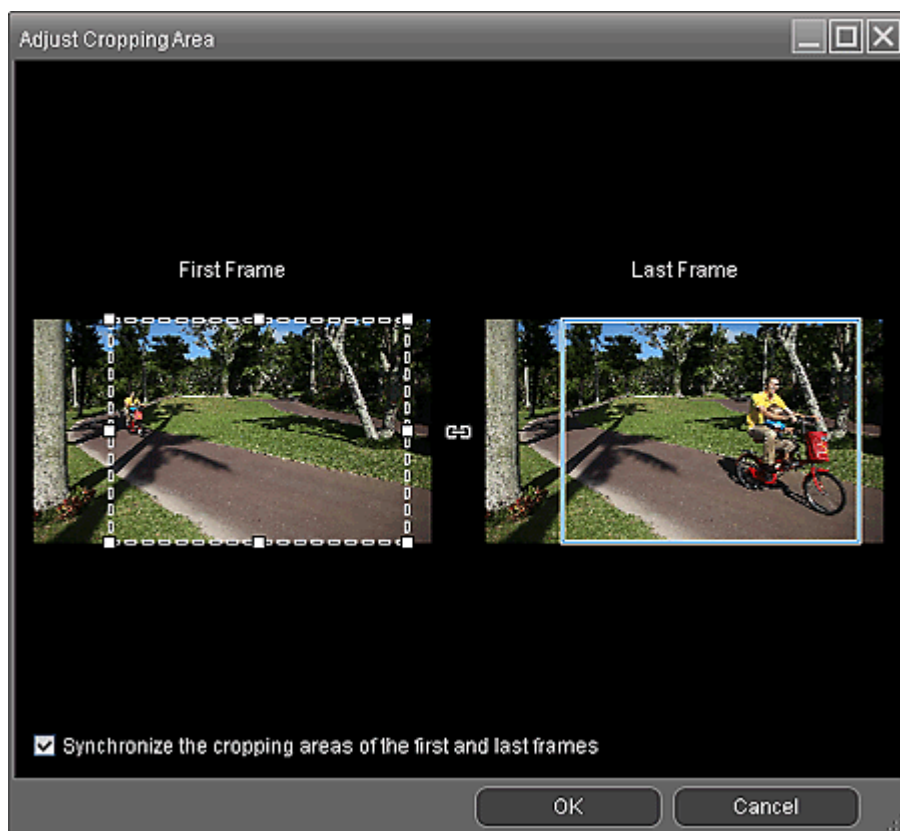 Adjust Cropping Area
First Frame
Last Frame
Synchronize the cropping areas of the first and last frames
OK
Cancel